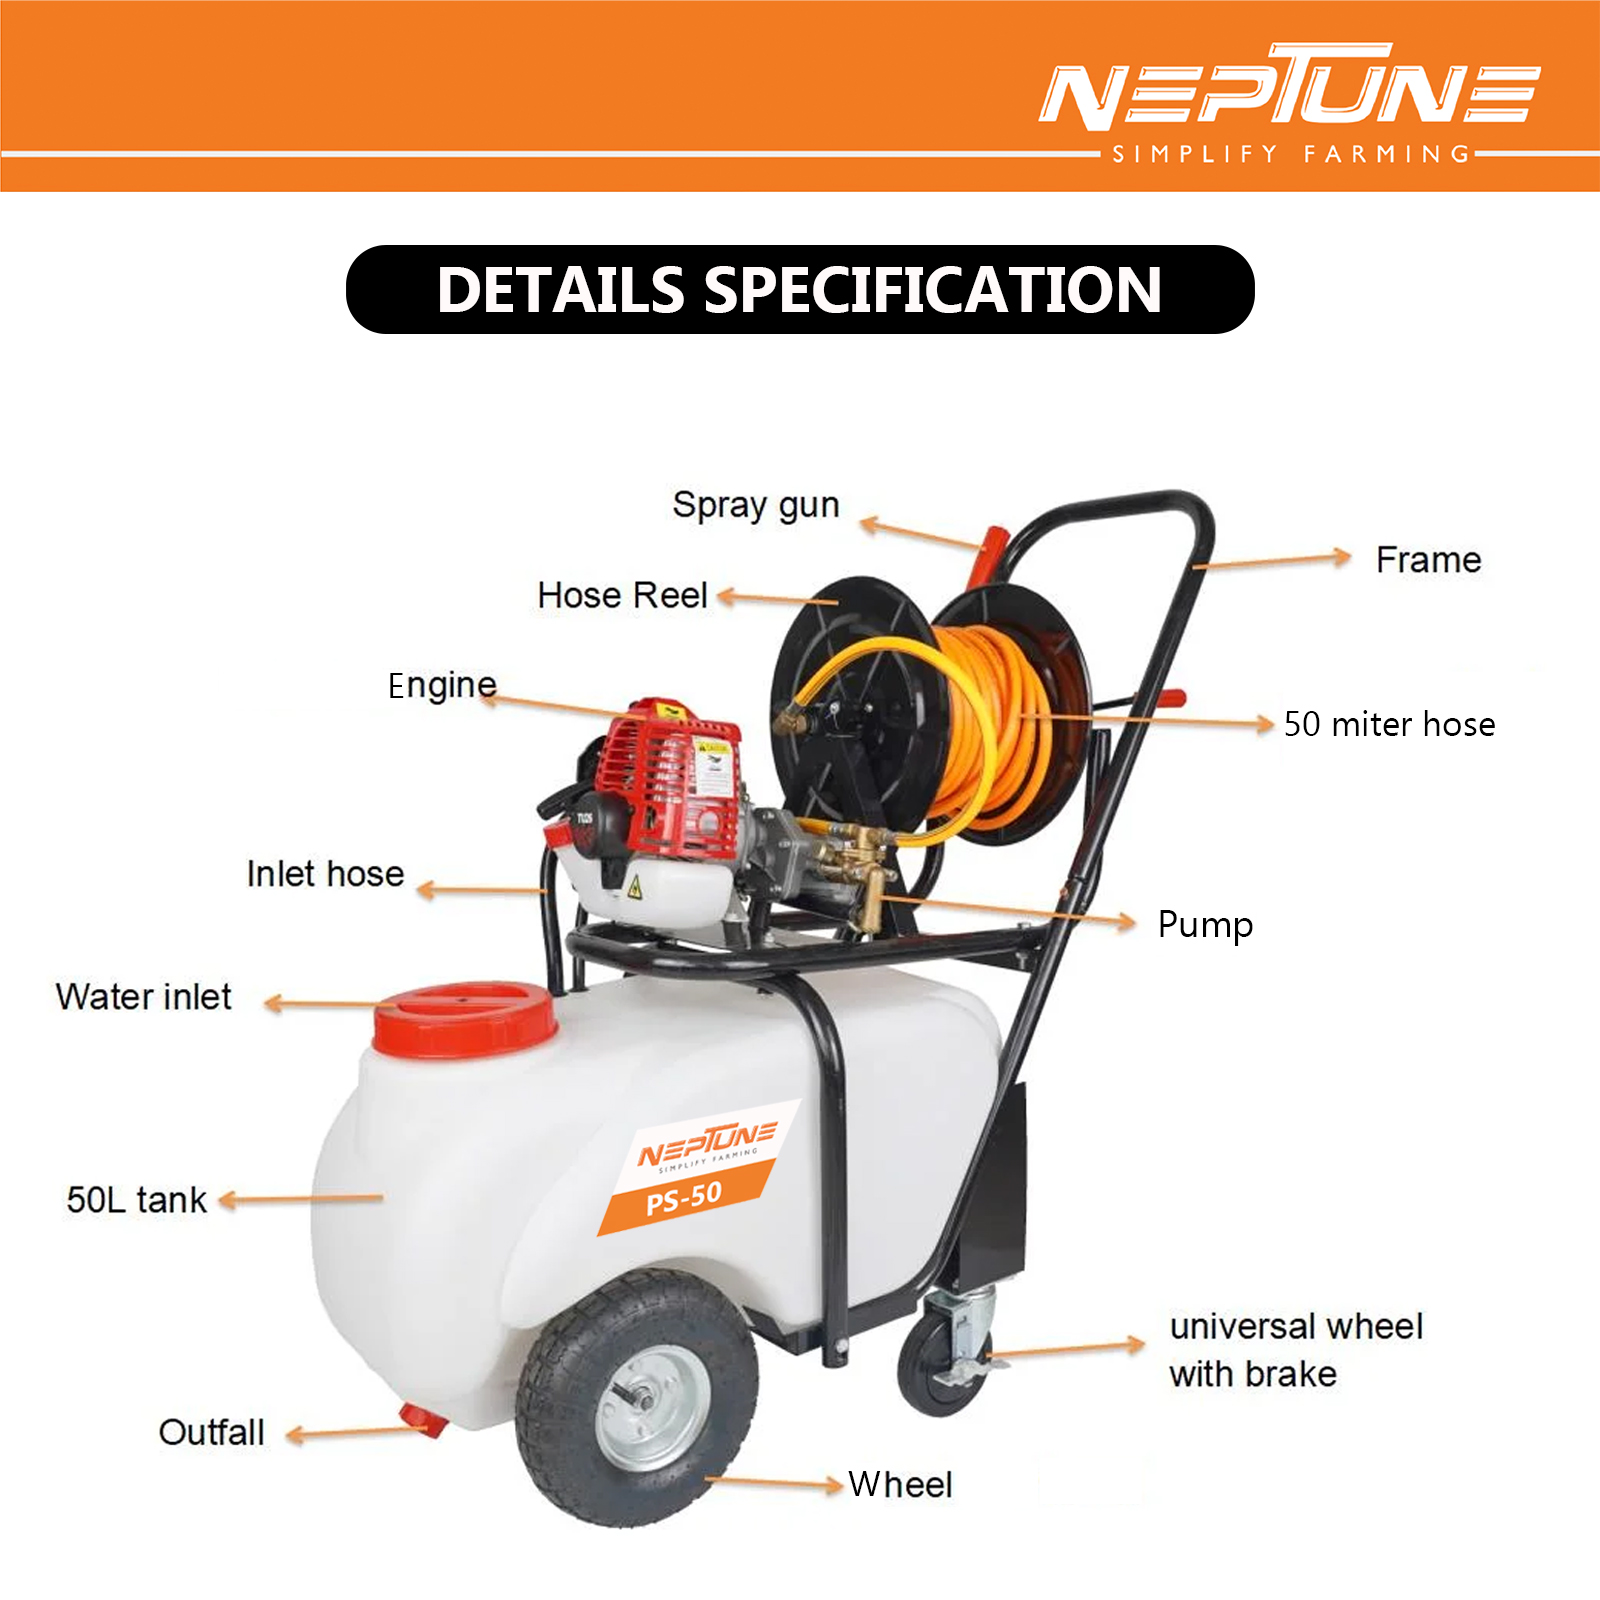 NEPTUNE
SIMPLIFY FARMING
DETAILS SPECIFICATION
Spray gun
Frame
Hose Reel
Engine
50 miter hose
CAUTION
Inlet hose
Pump
Water inlet
NEPTUNE
SIMPLIFY FARMING
PS-50
50L tank
universal wheel
with brake
Outfall
Wheel